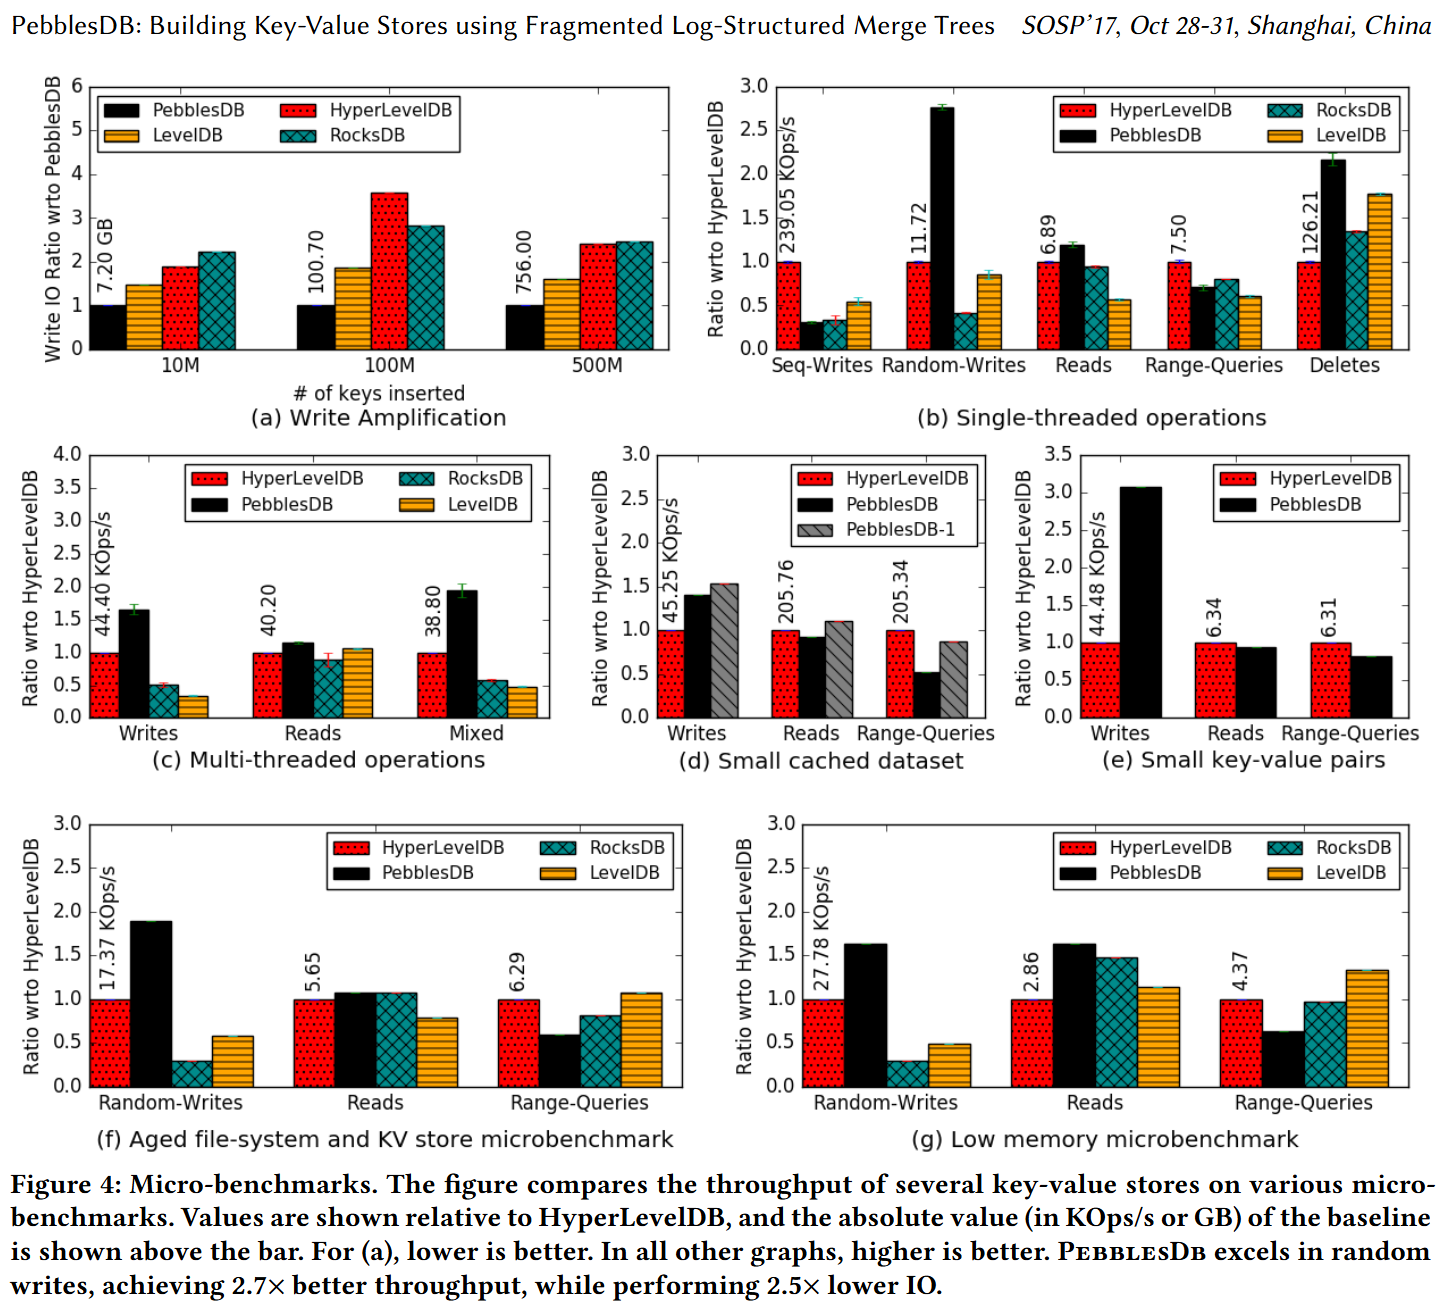 PebblesDB: Building Key-Value Stores using Fragmented Log-Structured Merge Trees SOSP'17, Oct 28-31, Shanghai, China
Write IO Ratio wrto PebblesDB
6
5
4
3
2
1
0
PebblesDB
HyperLevelDB
LevelDB
RocksDB
7.20 GB
100.70
756.00
10M
100M
500M
# of keys inserted
(a) Write Amplification
Ratio wrto HyperLevelDB
3.0
2.5
2.0
1.5
1.0
0.5
0.0
HyperLevelDB
RocksDB
PebblesDB
LevelDB
239.05 KOps/s
11.72
6.89
7.50
126.21
Seq-Writes
Random-Writes
Reads
Range-Queries
Deletes
(b) Single-threaded operations
Ratio wrto HyperLevelDB
4.0
3.5
3.0
2.5
2.0
1.5
1.0
0.5
0.0
HyperLevelDB
RocksDB
PebblesDB
LevelDB
44.40 KOps/s
40.20
38.80
Writes
Reads
Mixed
(c) Multi-threaded operations
Ratio wrto HyperLevelDB
3.0
2.5
2.0
1.5
1.0
0.5
0.0
HyperLevelDB
PebblesDB
PebblesDB-1
45.25 KOps/s
205.76
205.34
Writes
Reads
Range-Queries
(d) Small cached dataset
Ratio wrto HyperLevelDB
3.5
3.0
2.5
2.0
1.5
1.0
0.5
0.0
HyperLevelDB
PebblesDB
44.48 KOps/s
6.34
6.31
Writes
Reads
Range-Queries
(e) Small key-value pairs
Ratio wrto HyperLevelDB
3.0
2.5
2.0
1.5
1.0
0.5
0.0
HyperLevelDB
RocksDB
PebblesDB
LevelDB
17.37 KOps/s
5.65
6.29
Random-Writes
Reads
Range-Queries
(f) Aged file-system and KV store microbenchmark
Ratio wrto HyperLevelDB
3.0
2.5
2.0
1.5
1.0
0.5
0.0
HyperLevelDB
RocksDB
PebblesDB
LevelDB
27.78 KOps/s
2.86
4.37
Random-Writes
Reads
Range-Queries
(g) Low memory microbenchmark
Figure 4: Micro-benchmarks. The figure compares the throughput of several key-value stores on various micro-
benchmarks. Values are shown relative to HyperLevelDB, and the absolute value (in KOps/s or GB) of the baseline
is shown above the bar. For (a), lower is better. In all other graphs, higher is better. PebblesDb excels in random
writes, achieving 2.7× better throughput, while performing 2.5× lower IO.